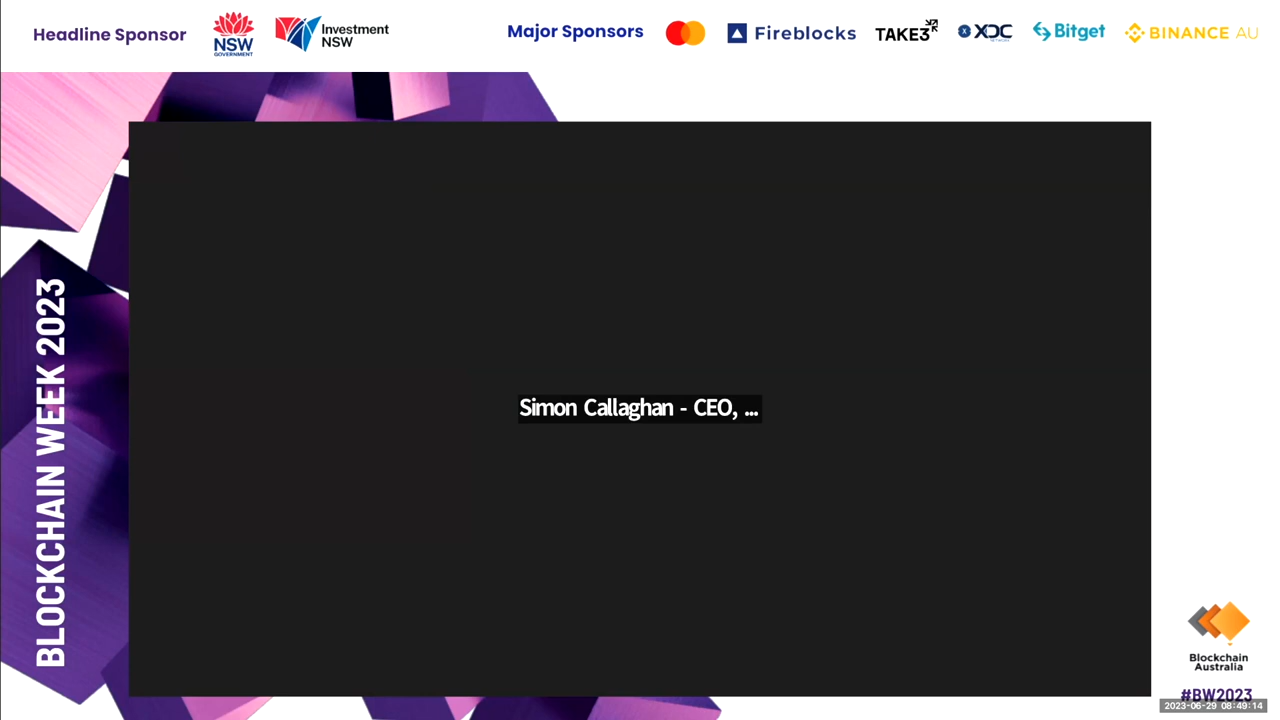 Headline Sponsor
NSW
GOVERNMENT
Investment
NSW
Major Sponsors
Fireblocks
TAKE3
XDC
NETWORK
Bitget
BINANCE AU
BLOCKCHAIN WEEK 2023
Simon Callaghan - CEO, ...
Blockchain
Australia
#BW2023
2023-06-29 08:49:14